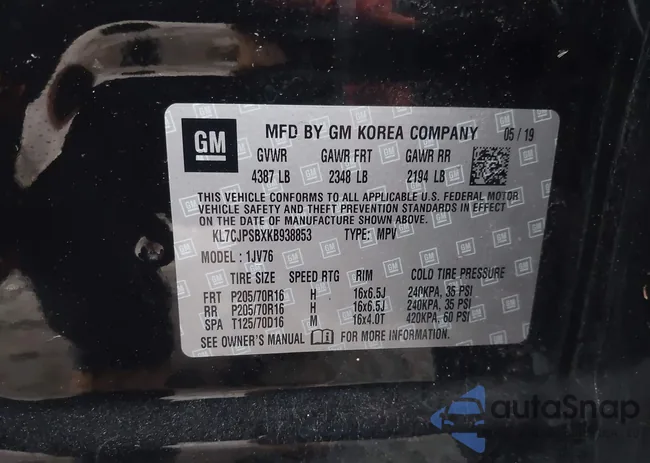 GM MFD BY GM KOREA COMPANY 05/19
GVWR GAWR FRT GAWR RR
4387 LB 2348 LB 2194 LB
THIS VEHICLE CONFORMS TO ALL APPLICABLE U.S. FEDERAL
SAFETY AND THEFT PREVENTION STANDARDS IN EFFECT ON
THE DATE OF MANUFACTURE SHOWN ABOVE.
KL7CJPSBXKB938853 TYPE: MPV
MODEL : 1JV76
TIRE SIZE SPEED RTG RIM COLD TIRE PRESSURE
FRT P205/70R16 H 16x6.5J 240KPA, 35 PSI
RR P205/70R16 H 16x6.5J 240KPA, 35 PSI
SPA T125/70D16 M 16x4.0T 420KPA, 60 PSI
SEE OWNER'S MANUAL FOR MORE INFORMATION.
autoSnap